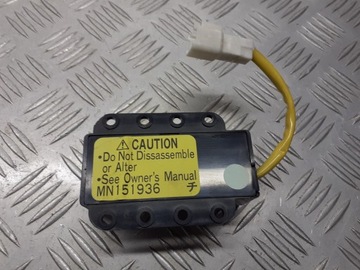 CAUTION
•Do Not Dissassemble
or Alter
•See Owner's Manual
MN151936 チ